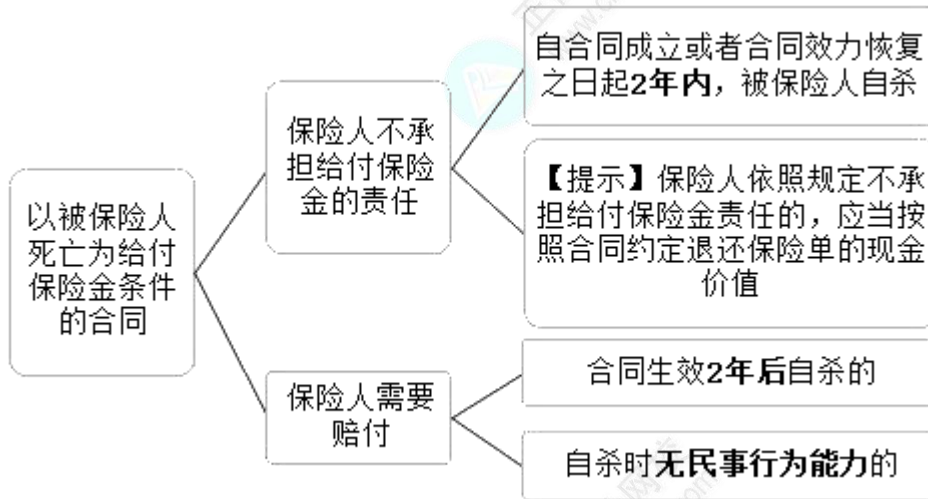 自合同成立或者合同效力恢复
之日起2年内，被保险人自杀
保险人不承
担给付保险
金的责任
【提示】保险人依照规定不承
担给付保险金责任的，应当按
照合同约定退还保险单的现金
价值
以被保险人
死亡为给付
保险金条件
的合同
合同生效2年后自杀的
保险人需要
赔付
自杀时无民事行为能力的